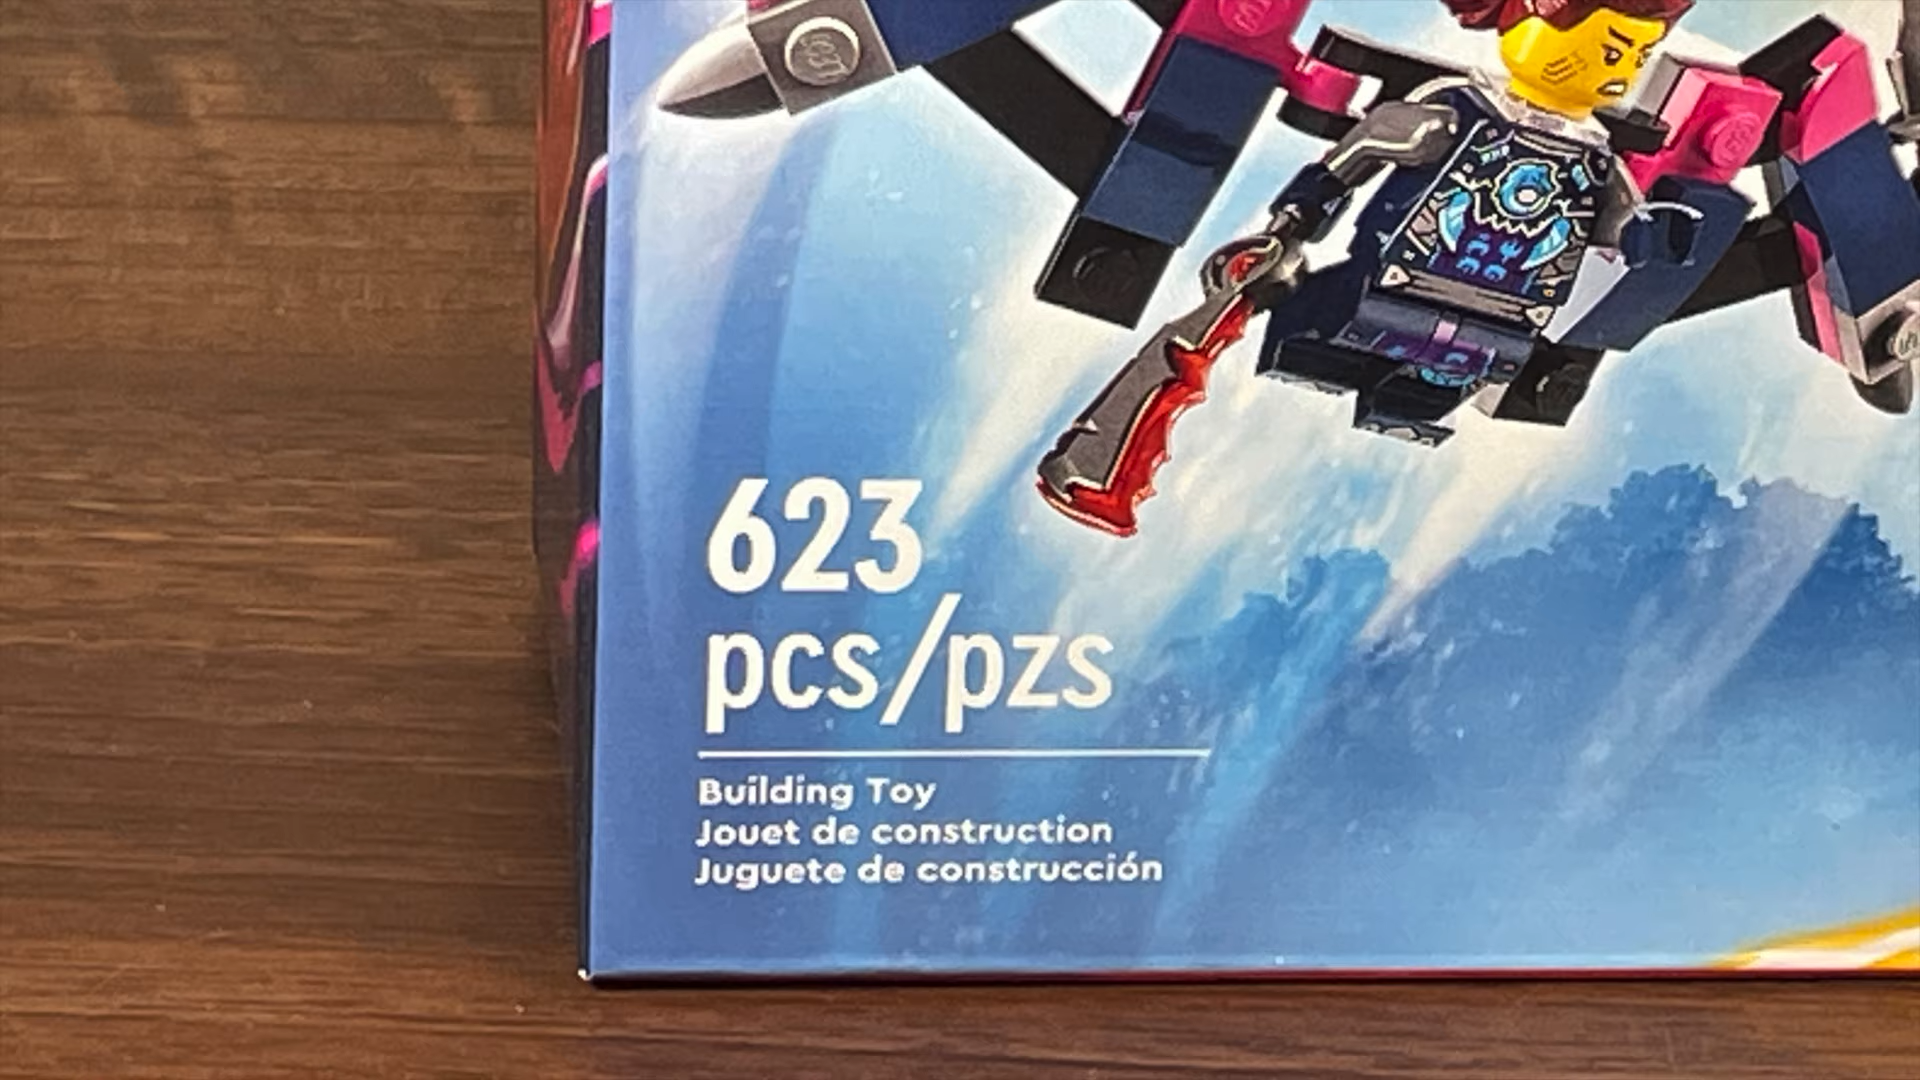 623
pcs/pzs
Building Toy
Jouet de construction
Juguete de construcción